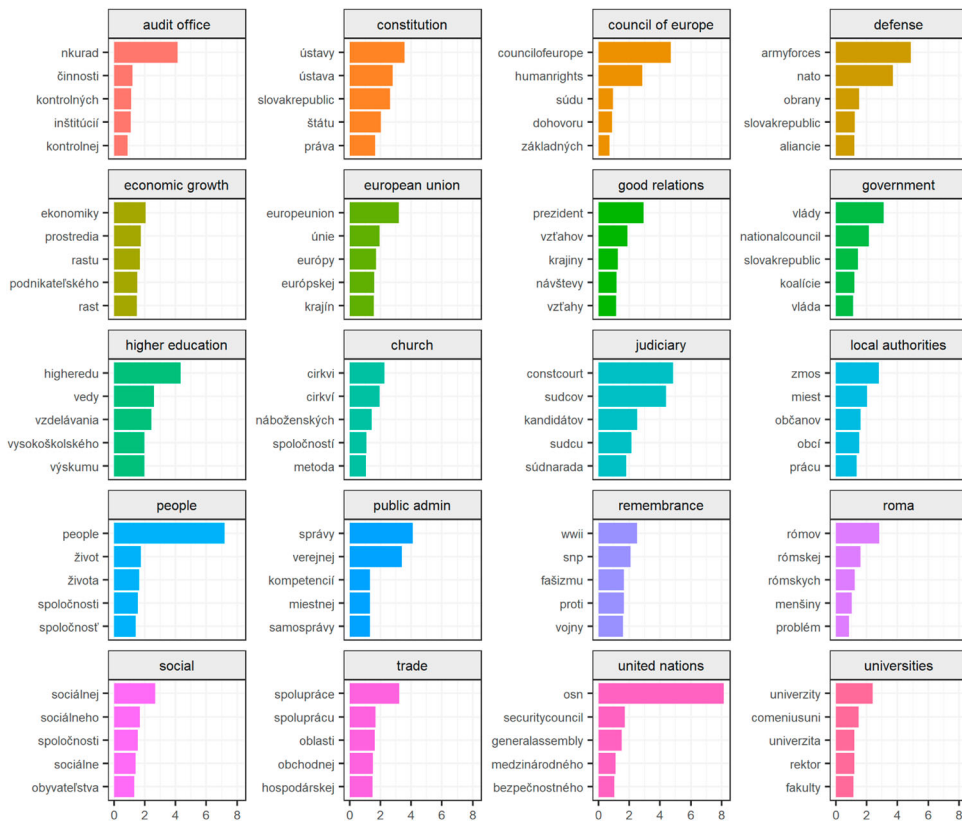 audit office
nkurad
činnosti
kontrolných
inštitúcií
kontrolnej
constitution
ústavy
ústava
slovakrepublic
štátu
práva
council of europe
councilofeurope
humanrights
súdu
dohovoru
základných
defense
armyforces
nato
obrany
slovakrepublic
aliancie
economic growth
ekonomiky
prostredia
rastu
podnikateľského
rast
european union
europeunion
únie
európy
európskej
krajín
good relations
prezident
vzťahov
krajiny
návštevy
vzťahy
government
vlády
nationalcouncil
slovakrepublic
koalície
vláda
higher education
higheredu
vedy
vzdelávania
vysokoškolského
výskumu
church
cirkvi
cirkví
náboženských
spoločností
metoda
judiciary
constcourt
sudcov
kandidátov
sudcu
súdnarada
local authorities
zmos
miest
občanov
obcí
prácu
people
people
život
života
spoločnosti
spoločnosť
public admin
správy
verejnej
kompetencií
miestnej
samosprávy
remembrance
wwii
snp
fašizmu
proti
vojny
roma
rómov
rómskej
rómskych
menšiny
problém
social
sociálnej
sociálneho
spoločnosti
sociálne
obyvateľstva
0 2 4 6 8
trade
spolupráce
spoluprácu
oblasti
obchodnej
hospodárskej
0 2 4 6 8
united nations
osn
securitycouncil
generalassembly
medzinárodného
bezpečnostného
0 2 4 6 8
universities
univerzity
comeniusuni
univerzita
rektor
fakulty
0 2 4 6 8